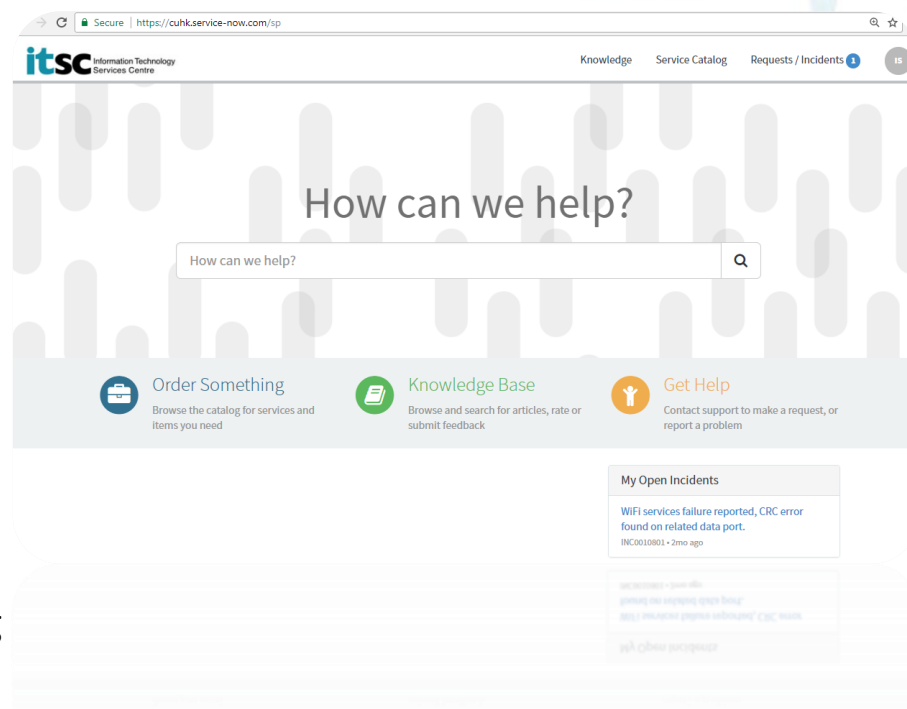 Secure | https://cuhk.service-now.com/sp
itsc Information Technology
Services Centre
Knowledge Service Catalog Requests / Incidents 1 IS
How can we help?
How can we help?
Order Something
Browse the catalog for services and
items you need
Knowledge Base
Browse and search for articles, rate or
submit feedback
Get Help
Contact support to make a request, or
report a problem
My Open Incidents
WiFi services failure reported, CRC error
found on related data port.
INC0010801 • 2mo ago